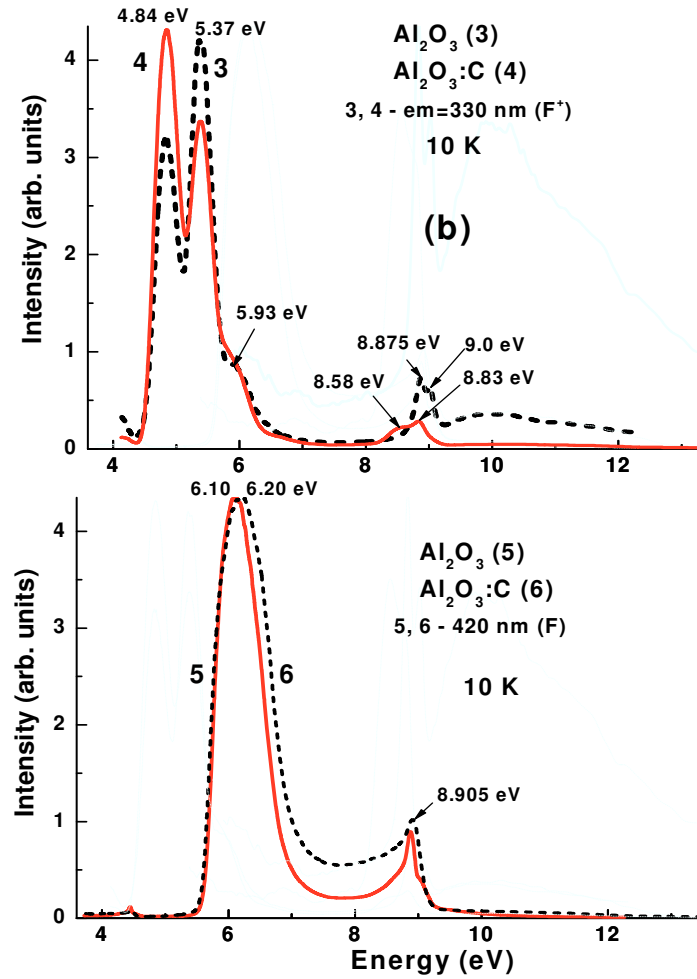 4.84 eV
5.37 eV
4
4 3
Al₂O₃ (3)
Al₂O₃:C (4)
3, 4 - em=330 nm (F⁺)
10 K
3
(b)
2
5.93 eV
8.875 eV
9.0 eV
1
8.58 eV
8.83 eV
0
Intensity (arb. units)
4 6 8 10 12
6.10 6.20 eV
4
Al₂O₃ (5)
Al₂O₃:C (6)
5, 6 - 420 nm (F)
3
5 6
10 K
2
8.905 eV
1
0
Intensity (arb. units)
4 6 8 10 12
Energy (eV)